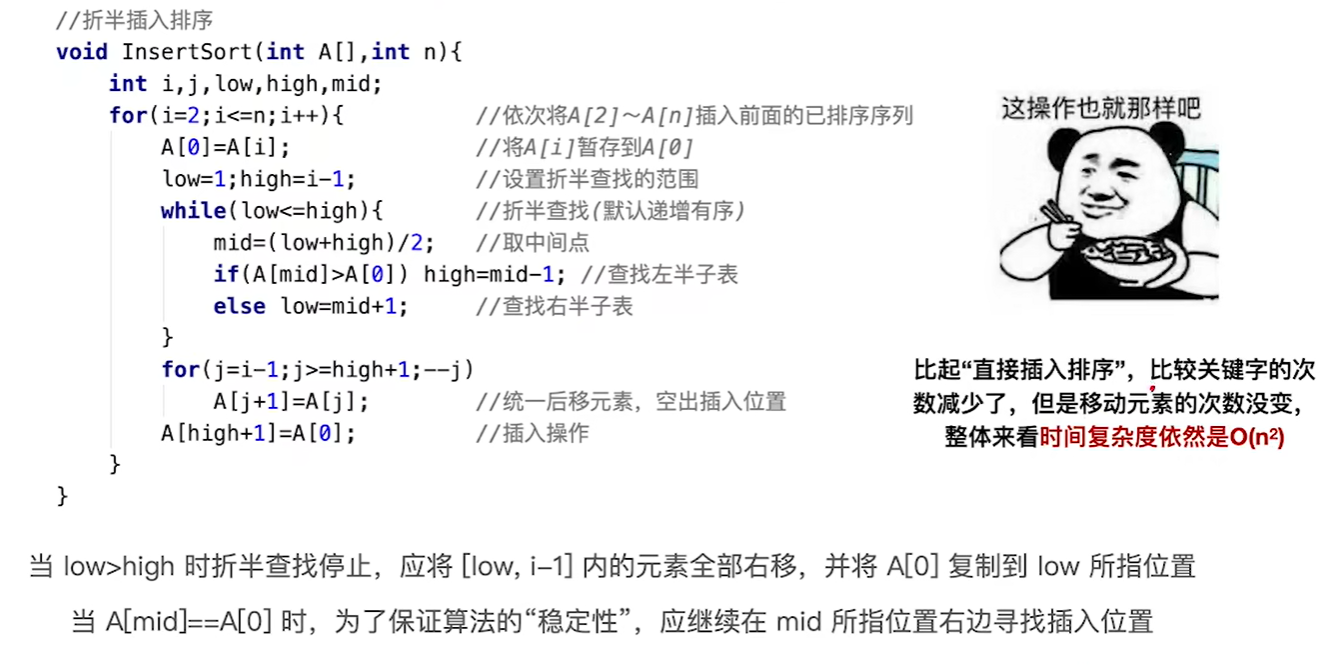 //折半插入排序
void InsertSort(int A[],int n){
    int i,j,low,high,mid;
    for(i=2;i<=n;i++){          //依次将A[2]～A[n]插入前面的已排序序列
        A[0]=A[i];              //将A[i]暂存到A[0]
        low=1;high=i-1;         //设置折半查找的范围
        while(low<=high){       //折半查找(默认递增有序)
            mid=(low+high)/2;   //取中间点
            if(A[mid]>A[0]) high=mid-1; //查找左半子表
            else low=mid+1;     //查找右半子表
        }
        for(j=i-1;j>=high+1;--j)
            A[j+1]=A[j];        //统一后移元素，空出插入位置
        A[high+1]=A[0];         //插入操作
    }
}
这操作也就那样吧
比起“直接插入排序”，比较关键字的次
数减少了，但是移动元素的次数没变，
整体来看时间复杂度依然是O(n²)
当 low>high 时折半查找停止，应将 [low, i–1] 内的元素全部右移，并将 A[0] 复制到 low 所指位置
当 A[mid]==A[0] 时，为了保证算法的“稳定性”，应继续在 mid 所指位置右边寻找插入位置